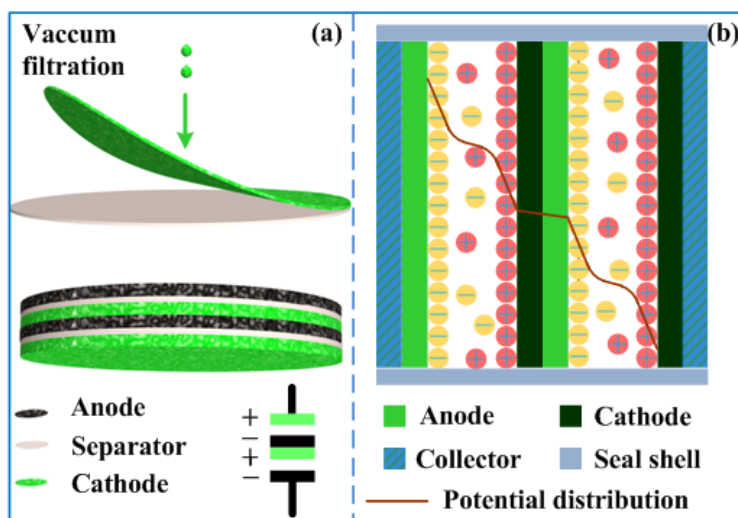 Vaccum
filtration
(a)
Anode
Separator
Cathode
+
−
+
−
(b)
Anode
Cathode
Collector
Seal shell
Potential distribution